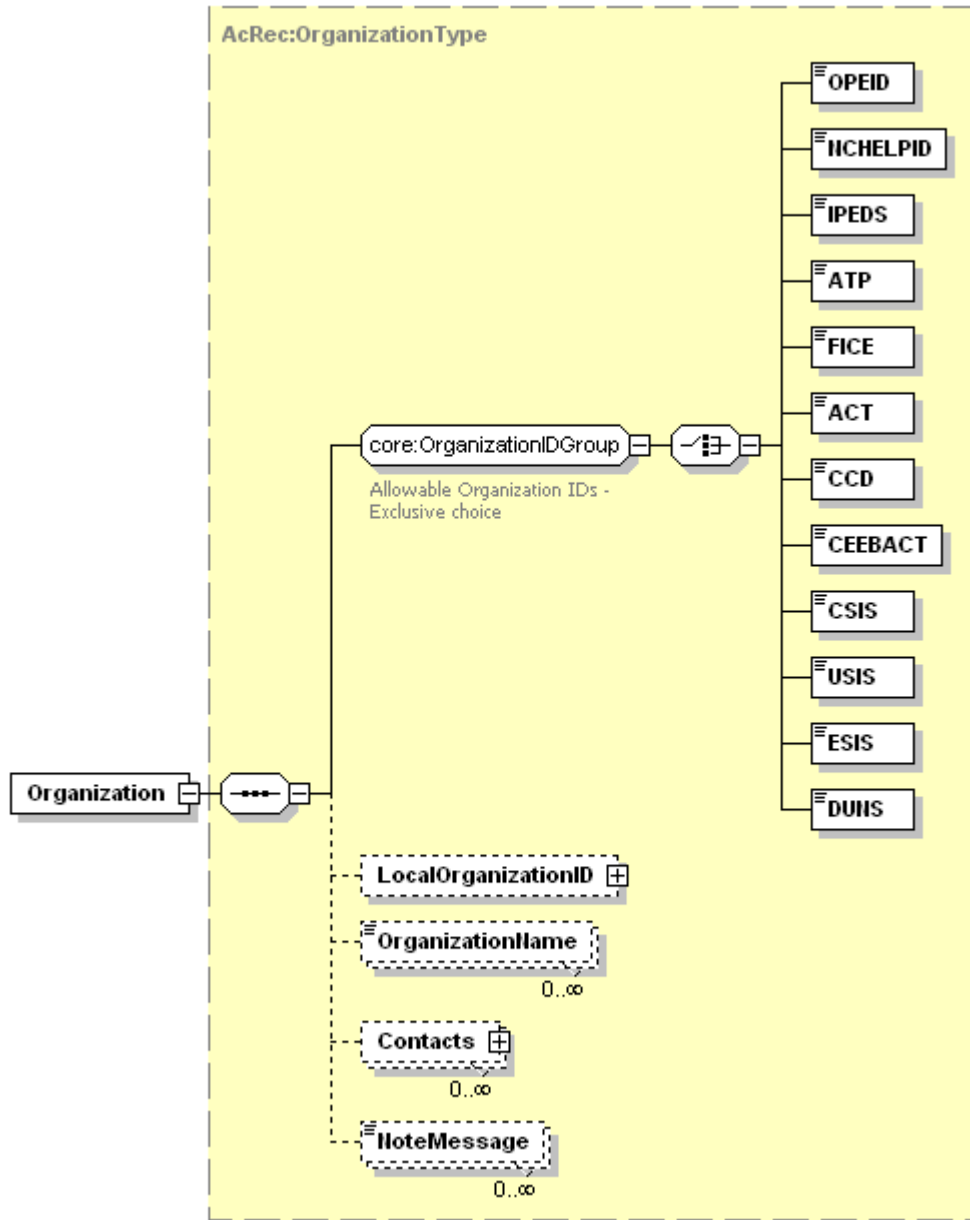 AcRec:OrganizationType
OPEID
NCHELPID
IPEDS
ATP
FICE
ACT
core:OrganizationIDGroup
Allowable Organization IDs -
Exclusive choice
CCD
CEEBACT
CSIS
USIS
ESIS
Organization
DUNS
LocalOrganizationID
OrganizationName
0..∞
Contacts
0..∞
NoteMessage
0..∞